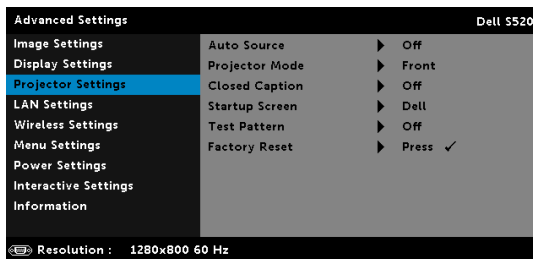 Advanced Settings Dell S520
Image Settings Auto Source Off
Display Settings Projector Mode Front
Projector Settings Closed Caption Off
LAN Settings Startup Screen Dell
Wireless Settings Test Pattern Off
Menu Settings Factory Reset Press ✓
Power Settings
Interactive Settings
Information
Resolution : 1280x800 60 Hz